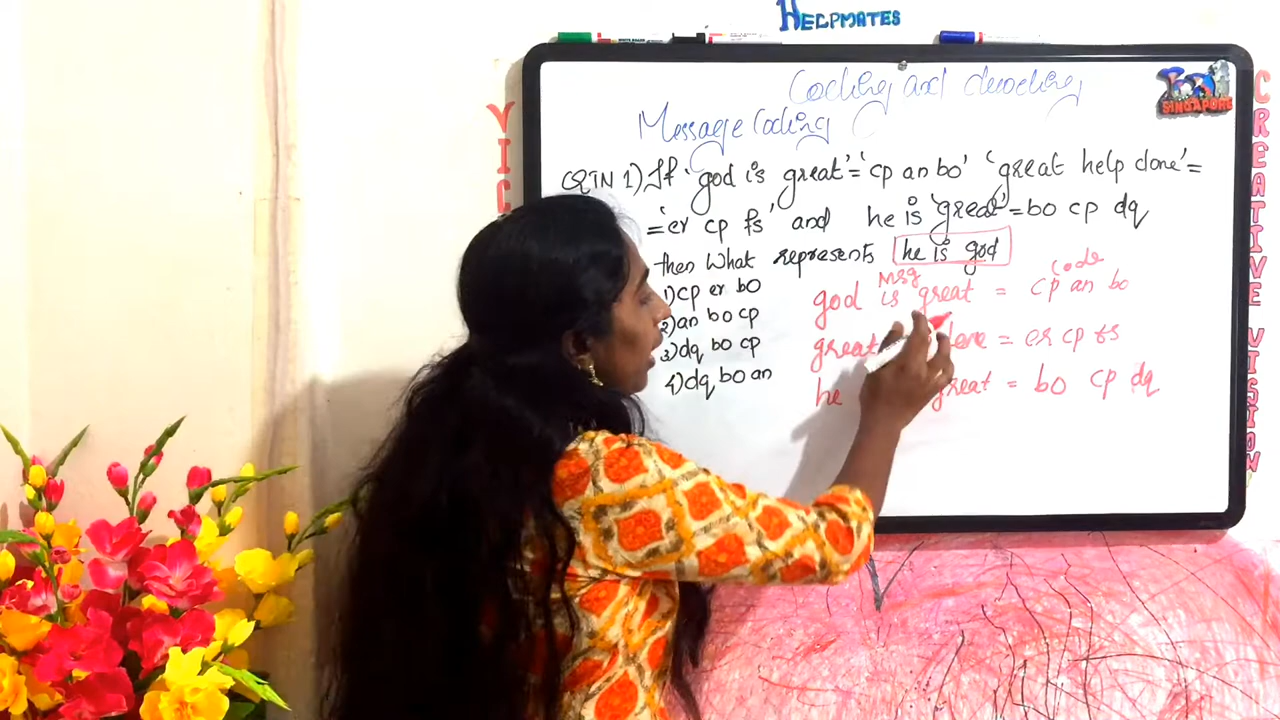 HELPMATES
Coding and decoding
SINGAPORE
Message Coding
QTN 1) If 'god is great' = 'cp an bo' 'great help done' =
= 'er cp fs' and he is 'great' = bo cp dq
then What represents he is god
1) cp er bo
2) an bo cp
3) dq bo cp
4) dq bo an
Msg code
god is great = cp an bo
great done = er cp fs
he great = bo cp dq
VIC
CREATIVE VISION